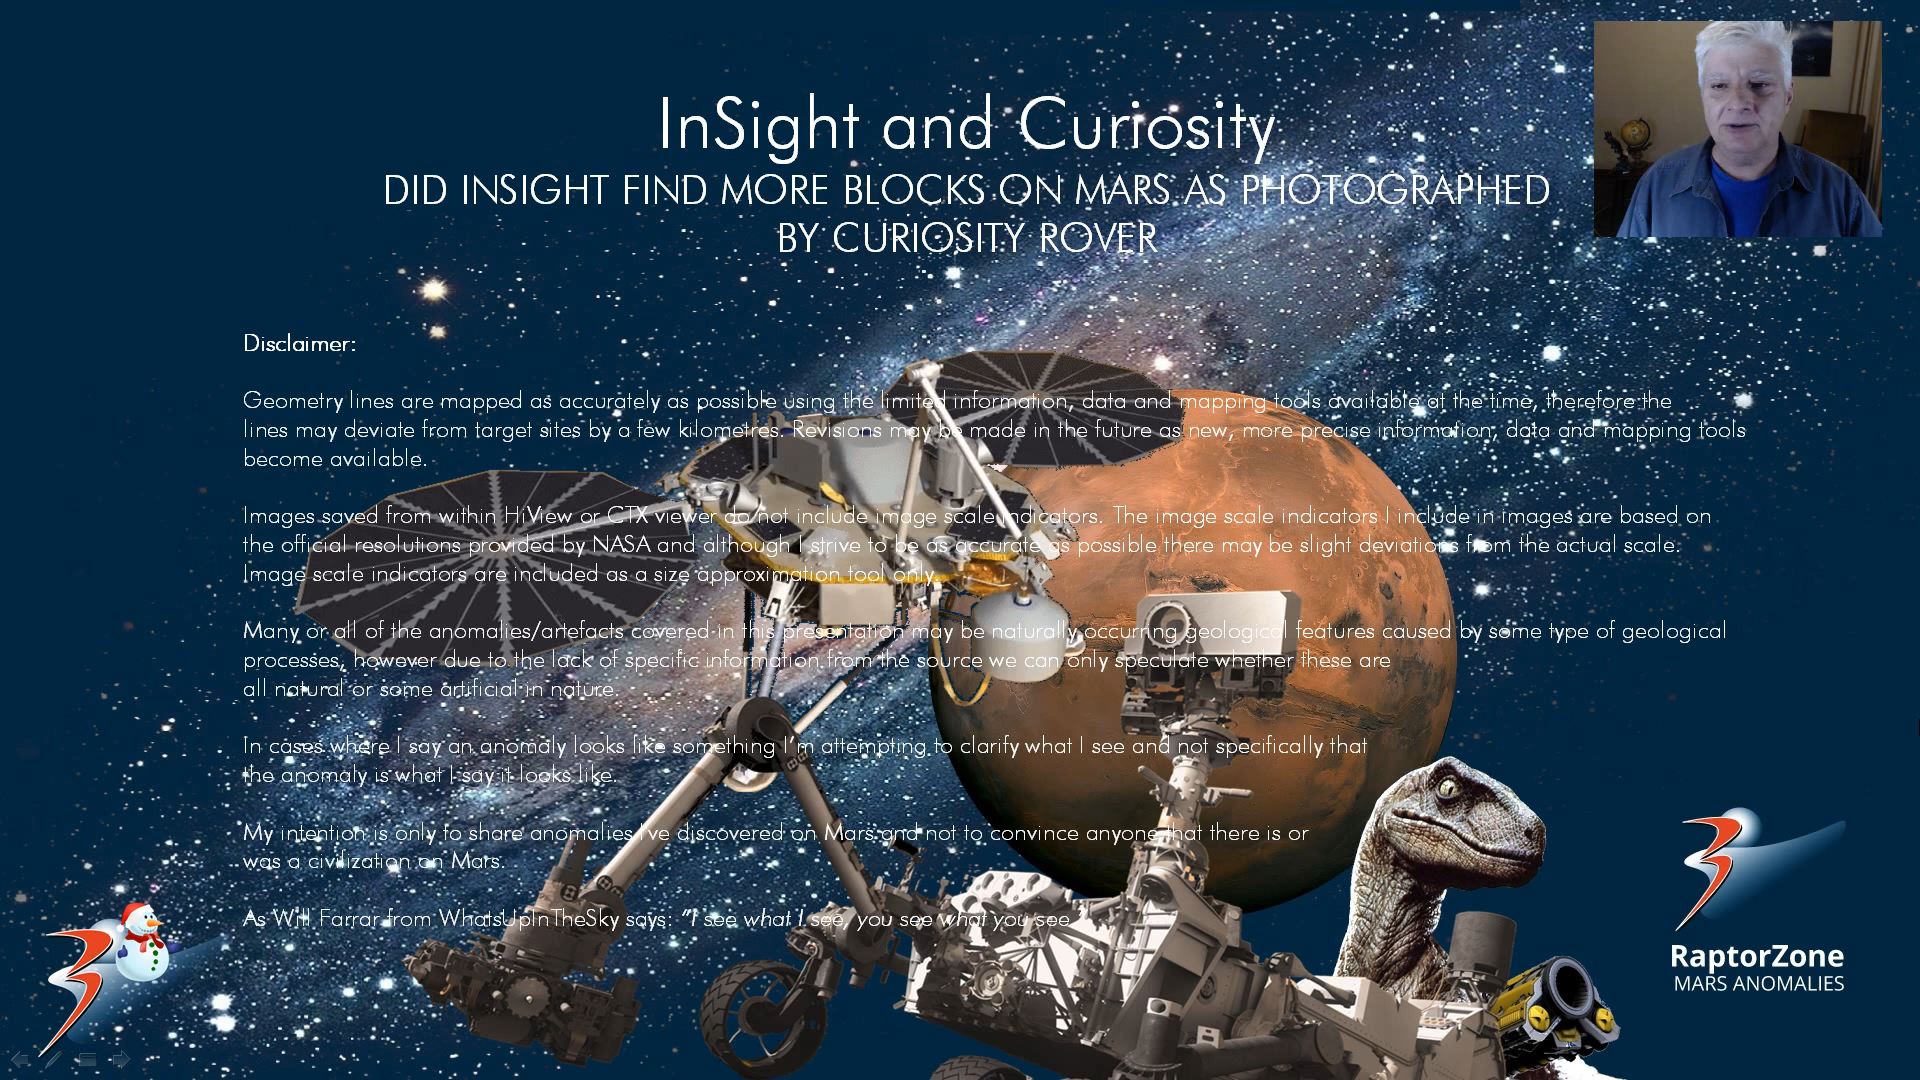 InSight and Curiosity
DID INSIGHT FIND MORE BLOCKS ON MARS AS PHOTOGRAPHED
BY CURIOSITY ROVER
Disclaimer:
Geometry lines are mapped as accurately as possible using the limited information, data and mapping tools available at the time, therefore the
lines may deviate from target sites by a few kilometres. Revisions may be made in the future as new, more precise information, data and mapping tools
become available.
Images saved from within HiView or CTX viewer do not include image scale indicators. The image scale indicators I include in images are based on
the official resolutions provided by NASA and although I strive to be as accurate as possible there may be slight deviations from the actual scale.
Image scale indicators are included as a size approximation tool only.
Many or all of the anomalies/artefacts covered in this presentation may be naturally occurring geological features caused by some type of geological
processes, however due to the lack of specific information from the source we can only speculate whether these are
all natural or some artificial in nature.
In cases where I say an anomaly looks like something I'm attempting to clarify what I see and not specifically that
the anomaly is what I say it looks like.
My intention is only to share anomalies I've discovered on Mars and not to convince anyone that there is or
was a civilization on Mars.
As Will Farrar from WhatsUpInTheSky says: "I see what I see, you see what you see"
RaptorZone
MARS ANOMALIES